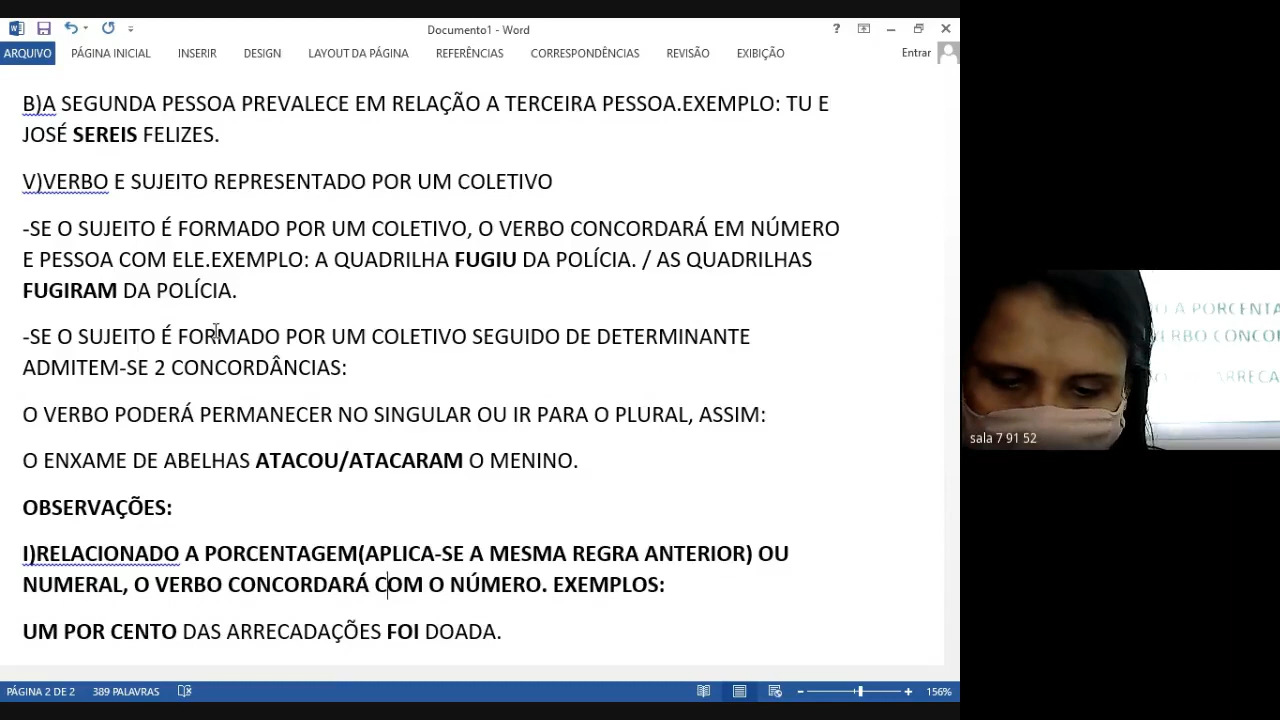 Documento1 - Word
ARQUIVO PÁGINA INICIAL INSERIR DESIGN LAYOUT DA PÁGINA REFERÊNCIAS CORRESPONDÊNCIAS REVISÃO EXIBIÇÃO Entrar
B)A SEGUNDA PESSOA PREVALECE EM RELAÇÃO A TERCEIRA PESSOA.EXEMPLO: TU E
JOSÉ SEREIS FELIZES.
V)VERBO E SUJEITO REPRESENTADO POR UM COLETIVO
-SE O SUJEITO É FORMADO POR UM COLETIVO, O VERBO CONCORDARÁ EM NÚMERO
E PESSOA COM ELE.EXEMPLO: A QUADRILHA FUGIU DA POLÍCIA. / AS QUADRILHAS
FUGIRAM DA POLÍCIA.
-SE O SUJEITO É FORMADO POR UM COLETIVO SEGUIDO DE DETERMINANTE
ADMITEM-SE 2 CONCORDÂNCIAS:
O VERBO PODERÁ PERMANECER NO SINGULAR OU IR PARA O PLURAL, ASSIM:
O ENXAME DE ABELHAS ATACOU/ATACARAM O MENINO.
OBSERVAÇÕES:
I)RELACIONADO A PORCENTAGEM(APLICA-SE A MESMA REGRA ANTERIOR) OU
NUMERAL, O VERBO CONCORDARÁ COM O NÚMERO. EXEMPLOS:
UM POR CENTO DAS ARRECADAÇÕES FOI DOADA.
PÁGINA 2 DE 2 389 PALAVRAS 156%
A PORCENTA
VERBO CONCO
ARRECA
sala 7 91 52